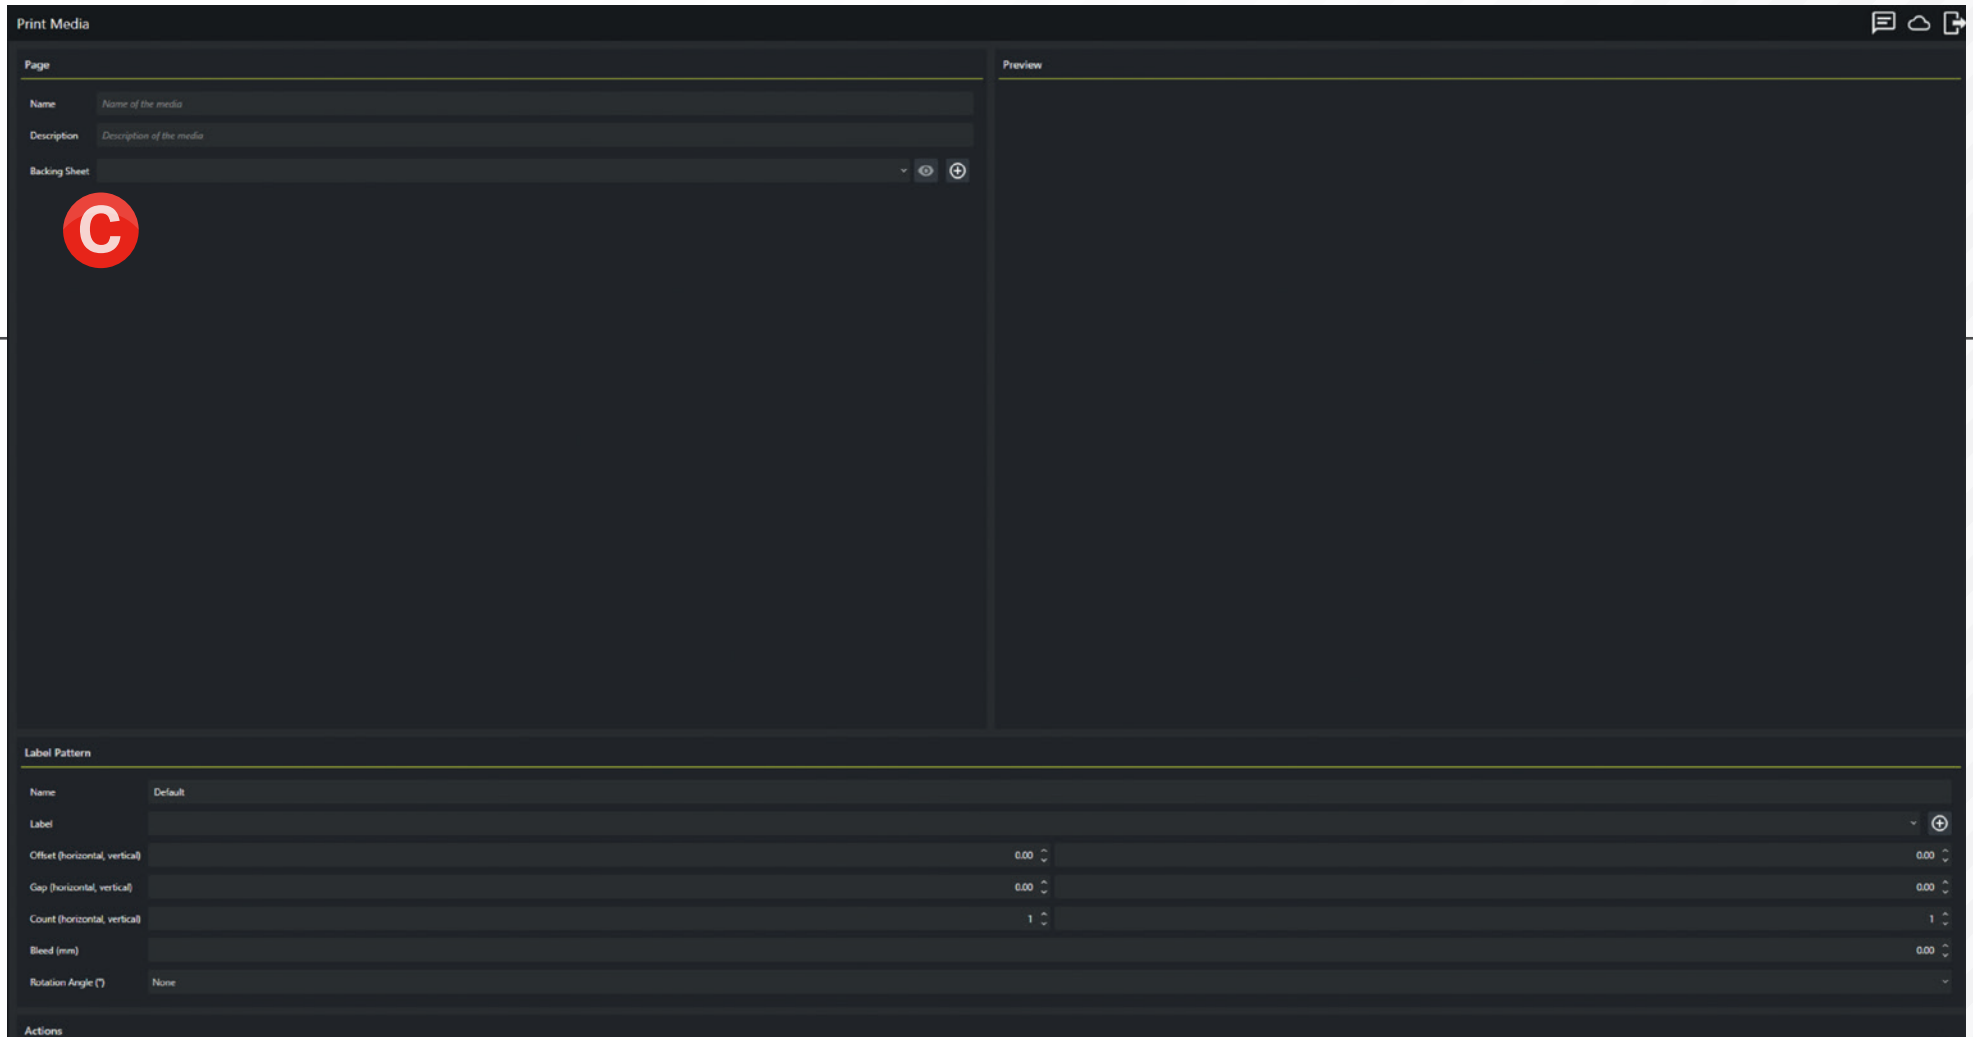 Print Media
Page
Name Name of the media
Description Description of the media
Backing Sheet
C
Preview
Label Pattern
Name Default
Label
Offset (horizontal, vertical) 0.00 0.00
Gap (horizontal, vertical) 0.00 0.00
Count (horizontal, vertical) 1 1
Bleed (mm) 0.00
Rotation Angle (°) None
Actions